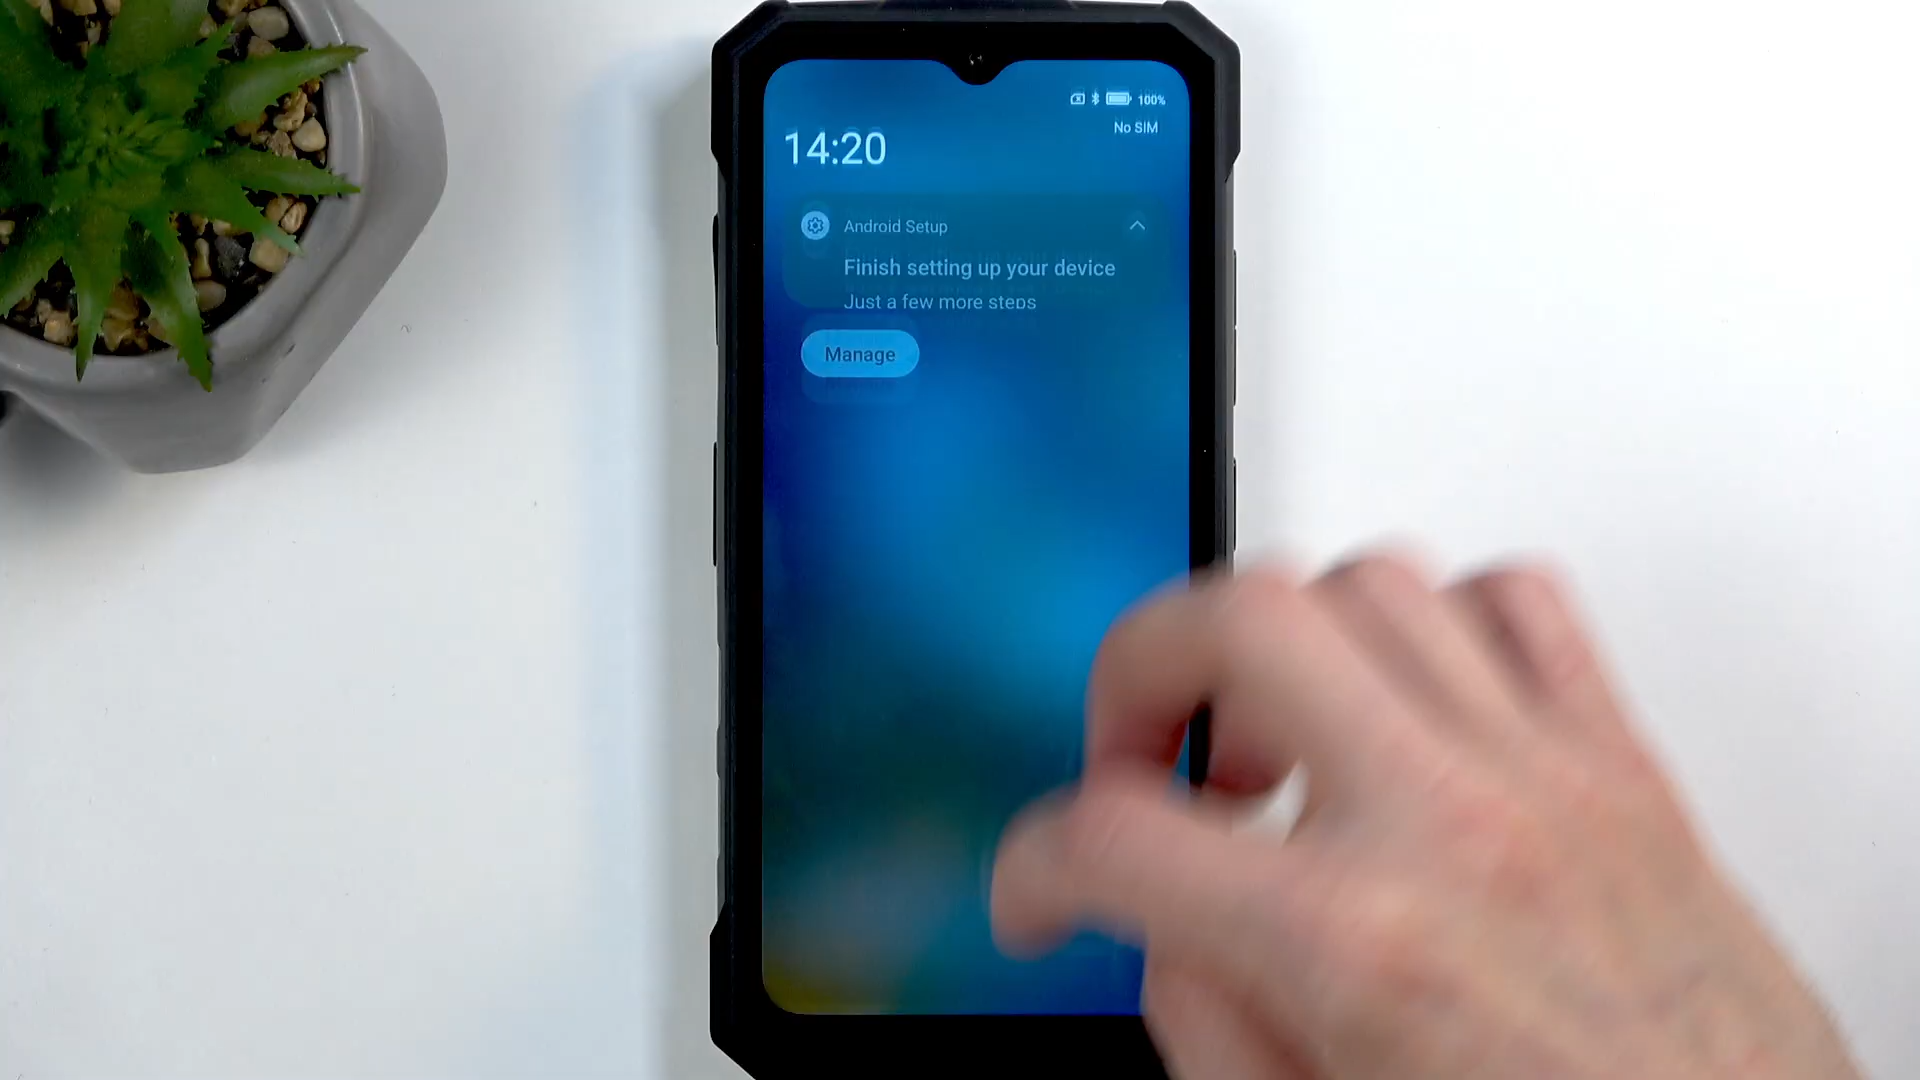 100%
No SIM
14:20
Android Setup
Finish setting up your device
Just a few more steps
Manage